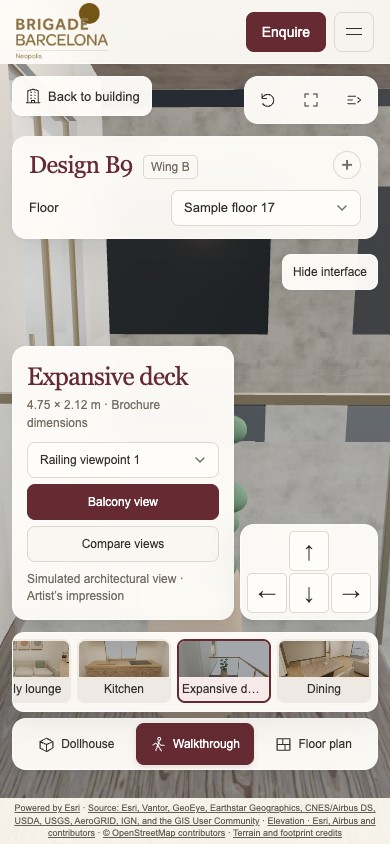 BRIGADE
BARCELONA
Neopolis
Enquire
Back to building
Design B9
Wing B
Floor
Sample floor 17
Hide interface
Expansive deck
4.75 × 2.12 m · Brochure
dimensions
Railing viewpoint 1
Balcony view
Compare views
Simulated architectural view ·
Artist's impression
ly lounge
Kitchen
Expansive d…
Dining
Dollhouse
Walkthrough
Floor plan
Powered by Esri · Source: Esri, Vantor, GeoEye, Earthstar Geographics, CNES/Airbus DS,
USDA, USGS, AeroGRID, IGN, and the GIS User Community · Elevation · Esri, Airbus and
contributors · © OpenStreetMap contributors · Terrain and footprint credits